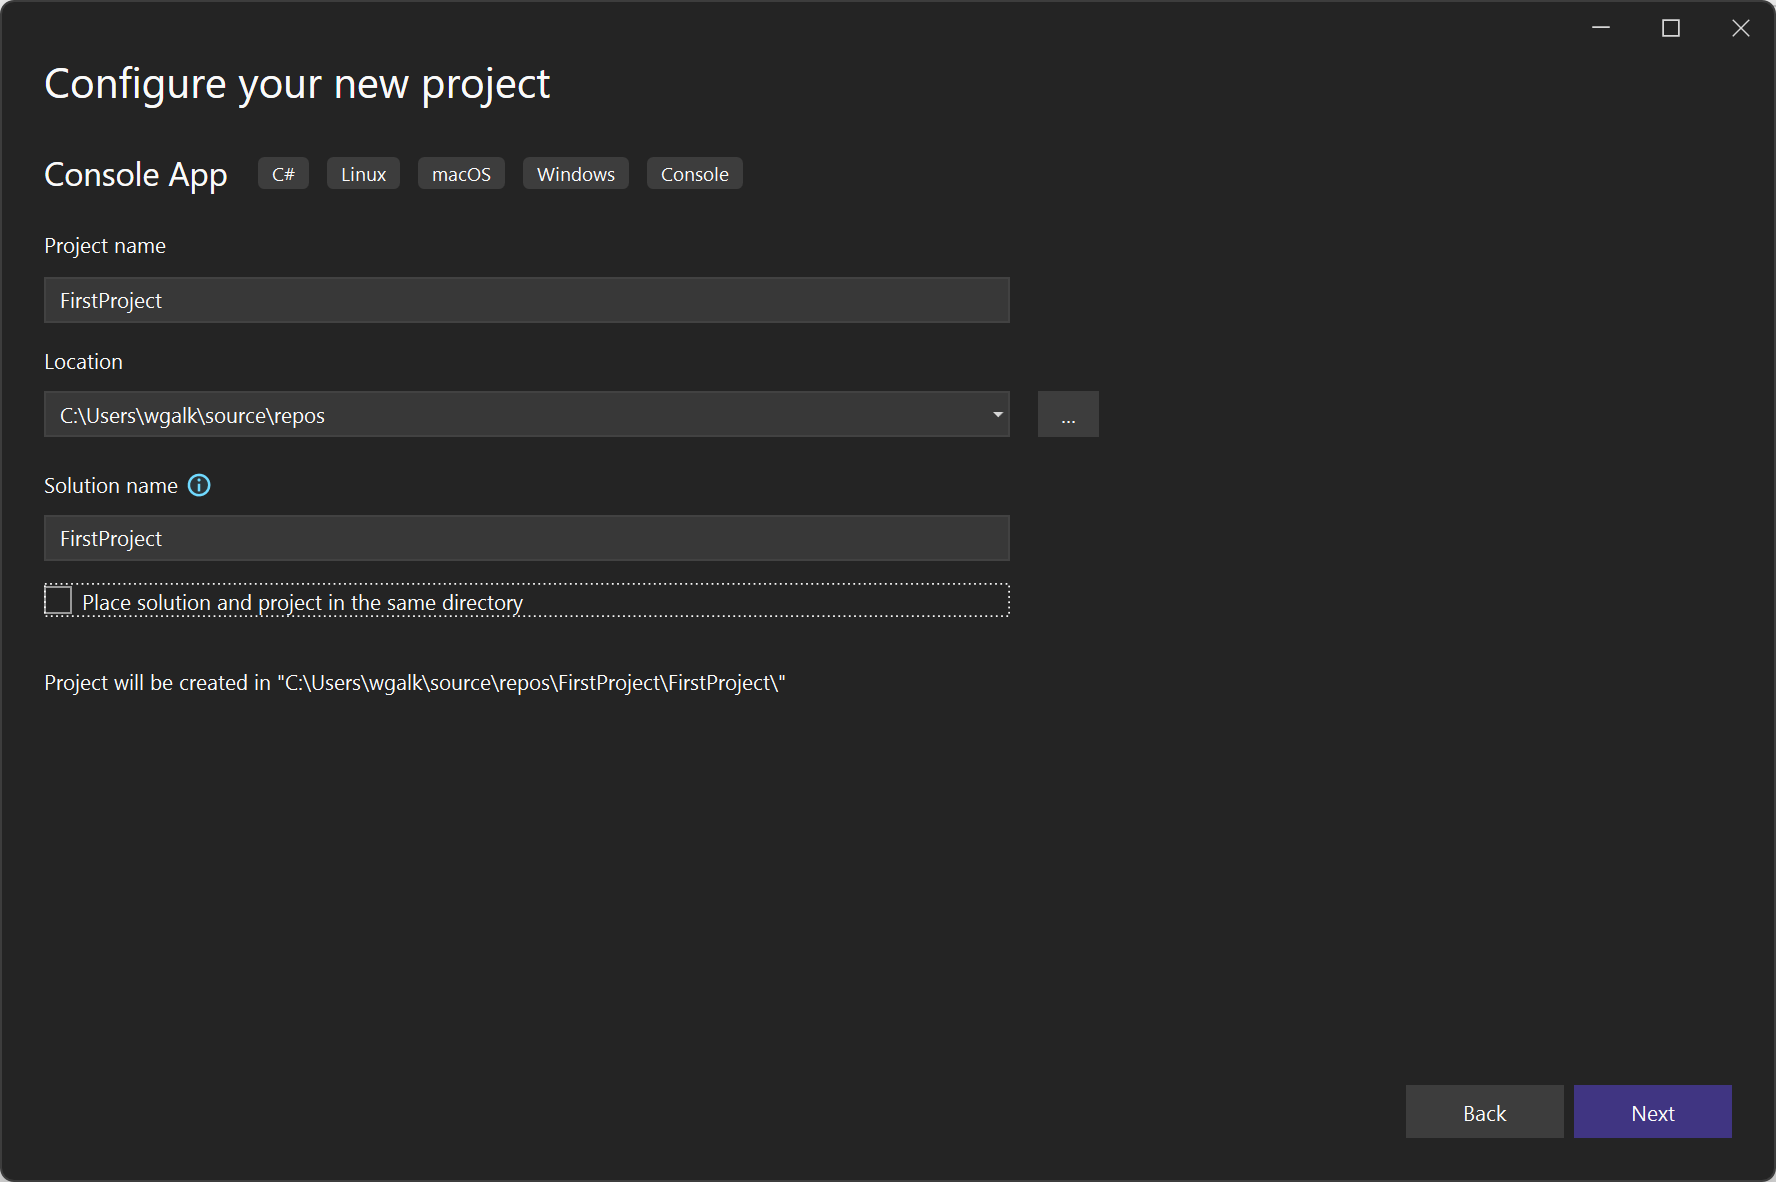 Configure your new project
Console App C# Linux macOS Windows Console
Project name
FirstProject
Location
C:\Users\wgalk\source\repos
...
Solution name
FirstProject
Place solution and project in the same directory
Project will be created in "C:\Users\wgalk\source\repos\FirstProject\FirstProject\"
Back Next